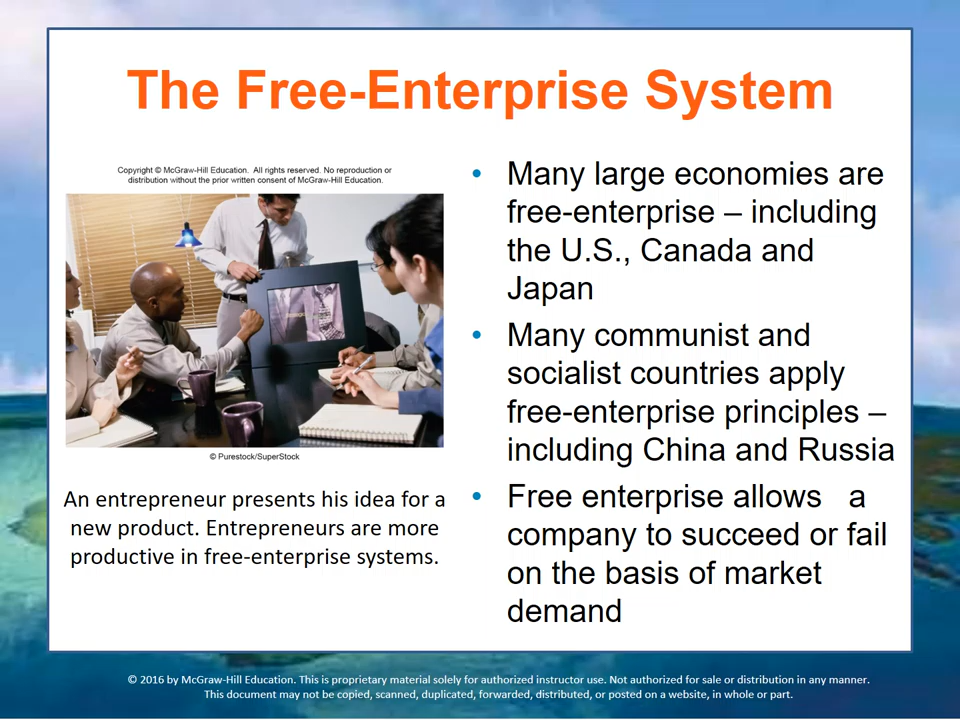 The Free-Enterprise System
Copyright © McGraw-Hill Education. All rights reserved. No reproduction or
distribution without the prior written consent of McGraw-Hill Education.
© Purestock/SuperStock
An entrepreneur presents his idea for a
new product. Entrepreneurs are more
productive in free-enterprise systems.
• Many large economies are
free-enterprise – including
the U.S., Canada and
Japan
• Many communist and
socialist countries apply
free-enterprise principles –
including China and Russia
• Free enterprise allows   a
company to succeed or fail
on the basis of market
demand
© 2016 by McGraw-Hill Education. This is proprietary material solely for authorized instructor use. Not authorized for sale or distribution in any manner.
This document may not be copied, scanned, duplicated, forwarded, distributed, or posted on a website, in whole or part.